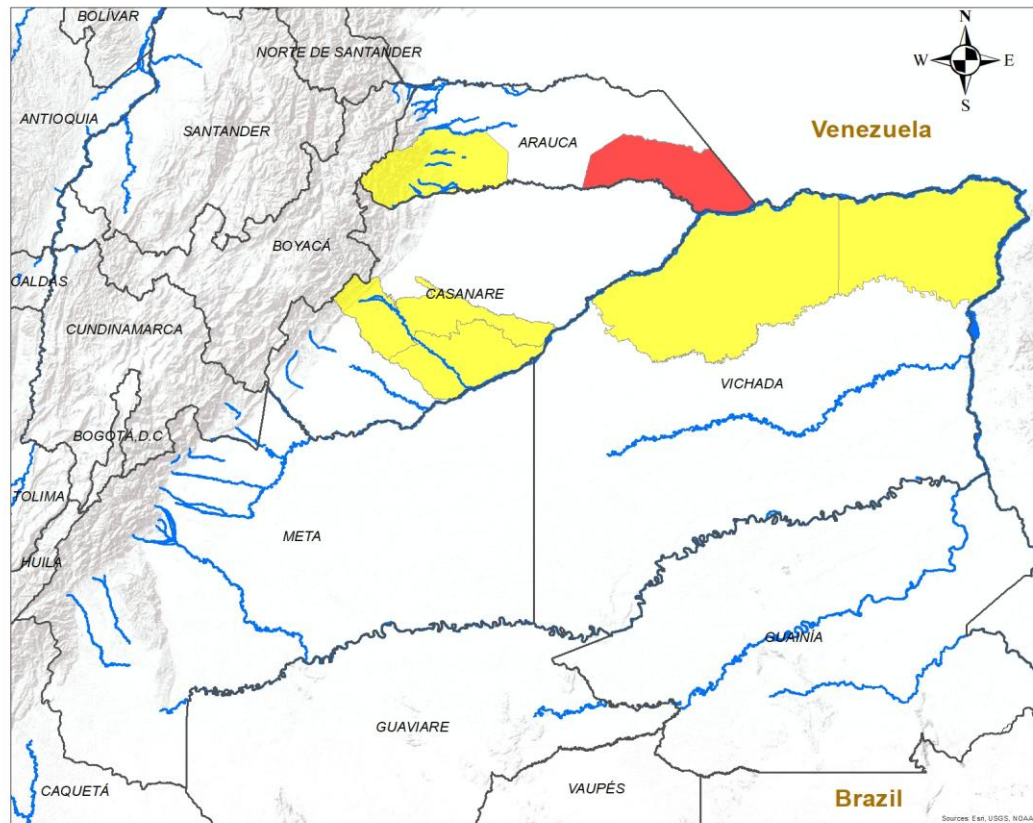 BOLÍVAR
N
NORTE DE SANTANDER
W
E
S
ANTIOQUIA
SANTANDER
Venezuela
ARAUCA
BOYACÁ
CALDAS
CASANARE
CUNDINAMARCA
VICHADA
BOGOTÁ,D.C
TOLIMA
META
HUILA
GUAINÍA
GUAVIARE
CAQUETÁ
VAUPÉS
Brazil
Sources: Esri, USGS, NOAA